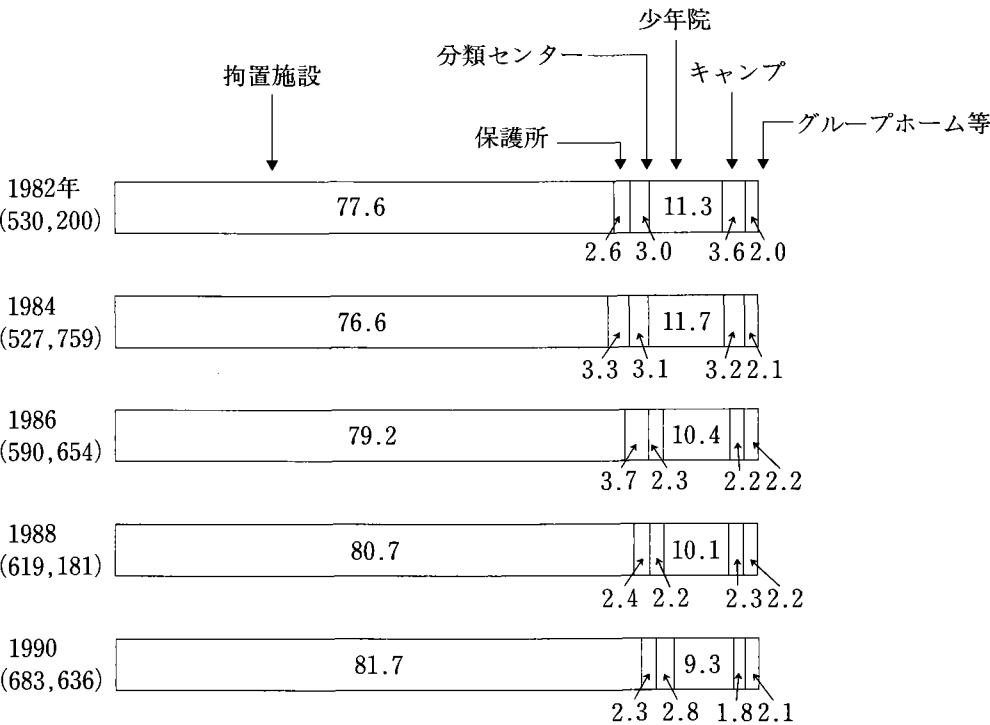 少年院
分類センター
キャンプ
拘置施設
グループホーム等
保護所
1982年
(530,200)
77.6
11.3
2.6 3.0 3.6 2.0
1984
(527,759)
76.6
11.7
3.3 3.1 3.2 2.1
1986
(590,654)
79.2
10.4
3.7 2.3 2.2 2.2
1988
(619,181)
80.7
10.1
2.4 2.2 2.3 2.2
1990
(683,636)
81.7
9.3
2.3 2.8 1.8 2.1